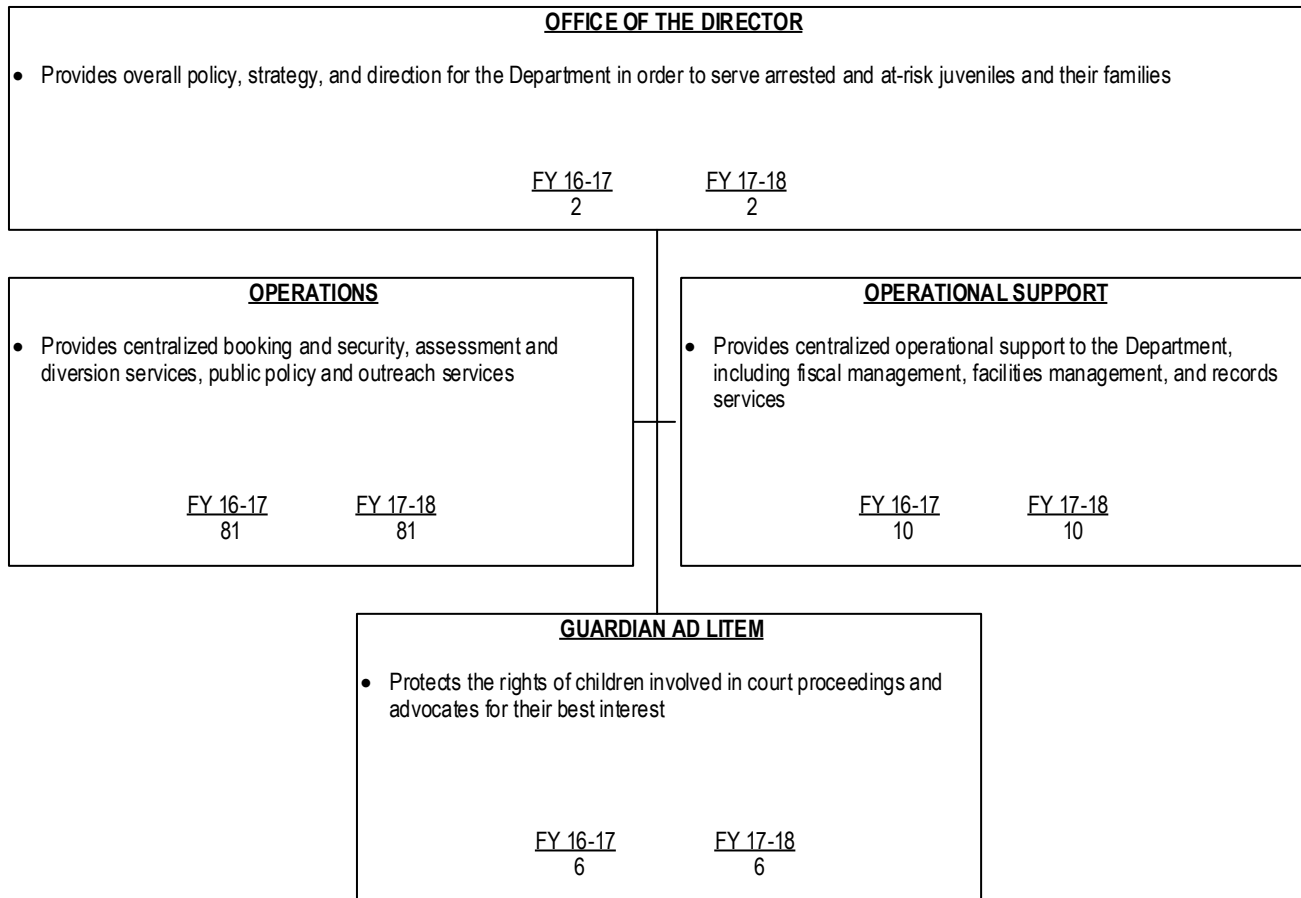 OFFICE OF THE DIRECTOR
• Provides overall policy, strategy, and direction for the Department in order to serve arrested and at-risk juveniles and their families
FY 16-17 FY 17-18
2 2
OPERATIONS
• Provides centralized booking and security, assessment and
diversion services, public policy and outreach services
FY 16-17 FY 17-18
81 81
OPERATIONAL SUPPORT
• Provides centralized operational support to the Department,
including fiscal management, facilities management, and records
services
FY 16-17 FY 17-18
10 10
GUARDIAN AD LITEM
• Protects the rights of children involved in court proceedings and
advocates for their best interest
FY 16-17 FY 17-18
6 6